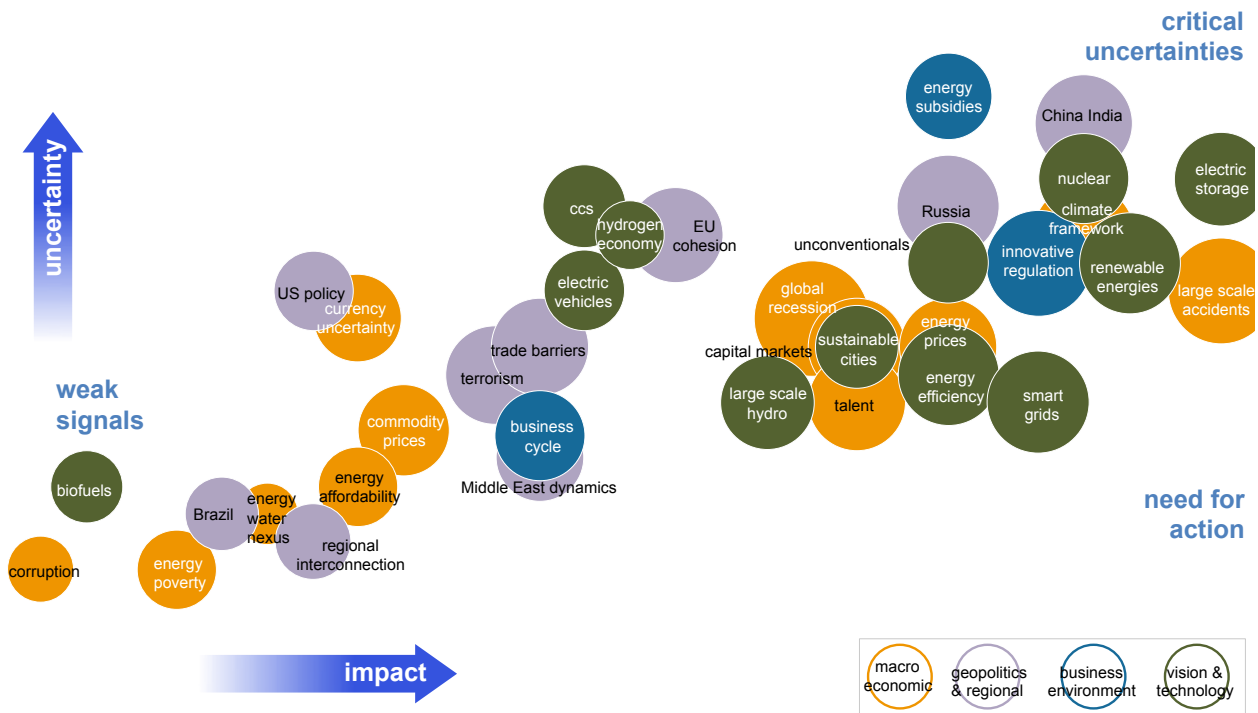 critical
uncertainties
energy
subsidies
China India
uncertainty
ccs
nuclear
electric
storage
hydrogen
economy
EU
cohesion
Russia
climate
framework
unconventionals
innovative
regulation
renewable
energies
US policy
currency
uncertainty
electric
vehicles
global
recession
large scale
accidents
trade barriers
terrorism
capital markets
sustainable
cities
energy
prices
weak
signals
commodity
prices
business
cycle
large scale
hydro
talent
energy
efficiency
smart
grids
biofuels
energy
affordability
Middle East dynamics
Brazil
energy
water
nexus
regional
interconnection
need for
action
corruption
energy
poverty
impact
macro
economic
geopolitics
& regional
business
environment
vision &
technology